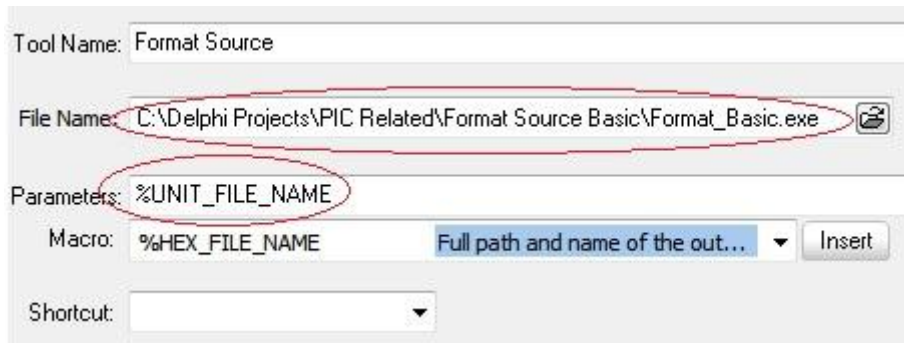 Tool Name: Format Source
File Name: C:\Delphi Projects\PIC Related\Format Source Basic\Format_Basic.exe
Parameters: %UNIT_FILE_NAME
Macro: %HEX_FILE_NAME Full path and name of the out... Insert
Shortcut: